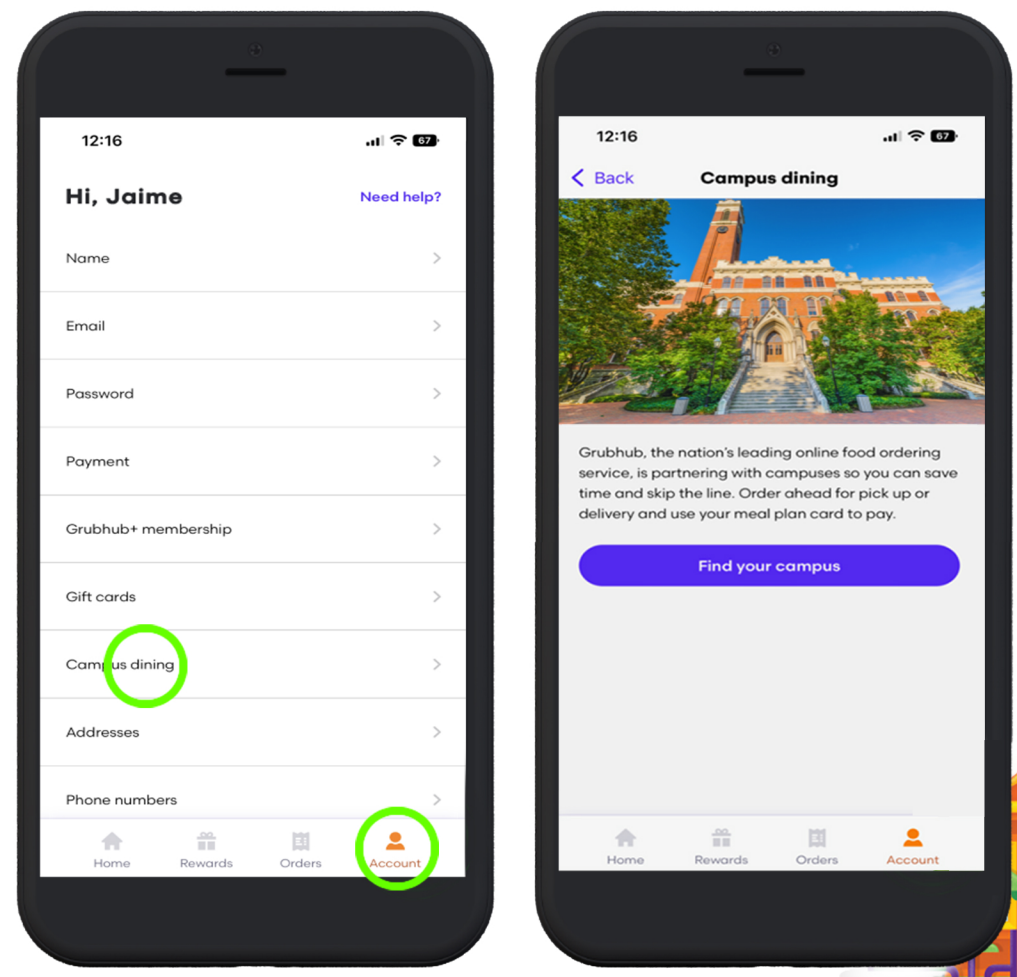 12:16
67
Hi, Jaime
Need help?
Name
Email
Password
Payment
Grubhub+ membership
Gift cards
Campus dining
Addresses
Phone numbers
Home
Rewards
Orders
Account
12:16
67
Back
Campus dining
Grubhub, the nation's leading online food ordering
service, is partnering with campuses so you can save
time and skip the line. Order ahead for pick up or
delivery and use your meal plan card to pay.
Find your campus
Home
Rewards
Orders
Account